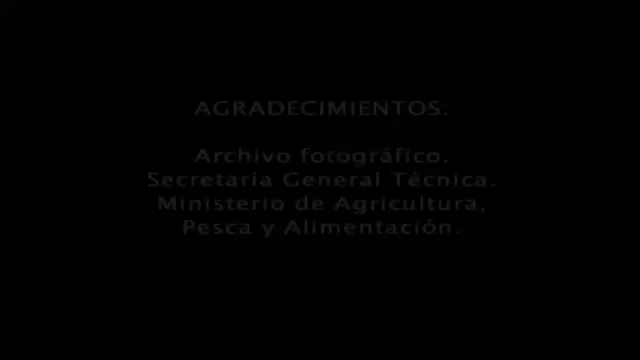 AGRADECIMIENTOS:
Archivo fotográfico.
Secretaría General Técnica.
Ministerio de Agricultura,
Pesca y Alimentación.